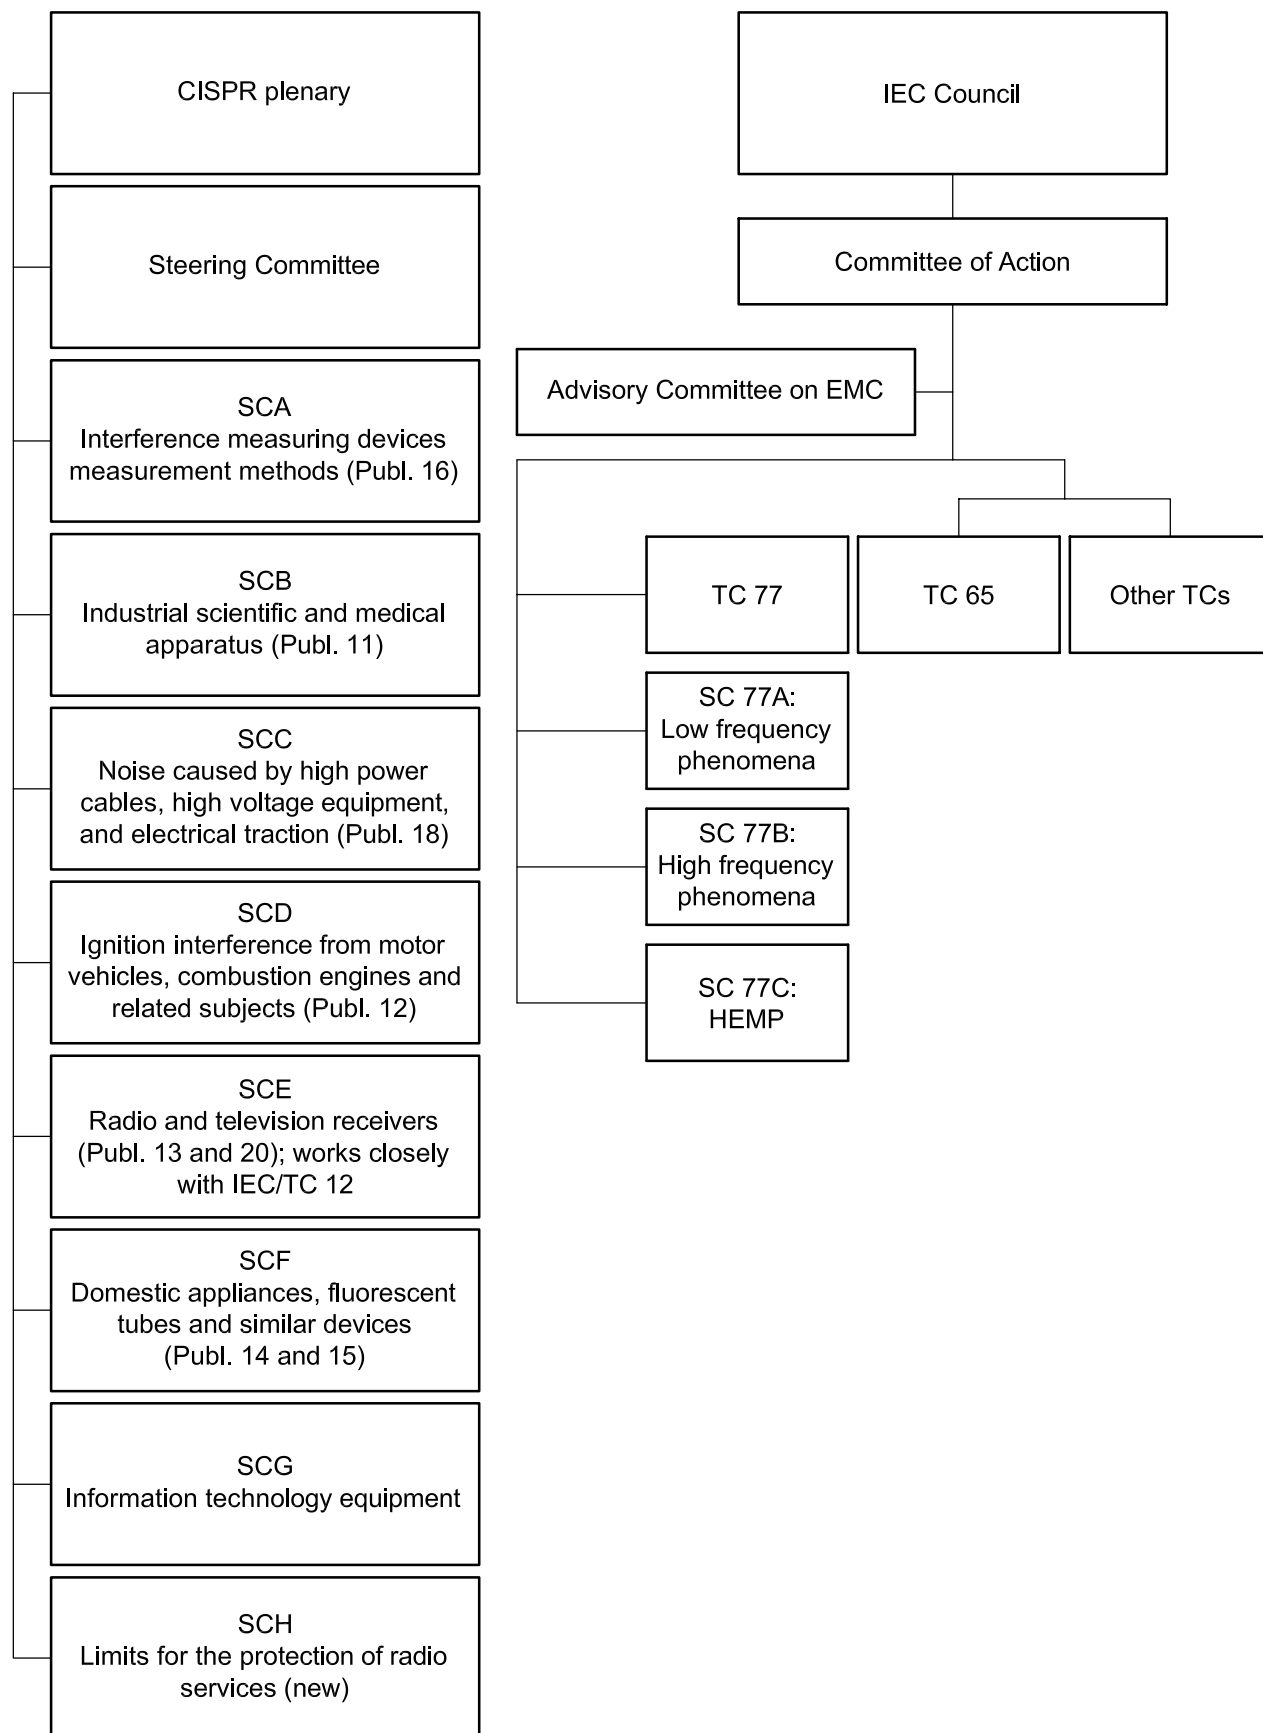 CISPR plenary
Steering Committee
SCA
Interference measuring devices
measurement methods (Publ. 16)
SCB
Industrial scientific and medical
apparatus (Publ. 11)
SCC
Noise caused by high power
cables, high voltage equipment,
and electrical traction (Publ. 18)
SCD
Ignition interference from motor
vehicles, combustion engines and
related subjects (Publ. 12)
SCE
Radio and television receivers
(Publ. 13 and 20); works closely
with IEC/TC 12
SCF
Domestic appliances, fluorescent
tubes and similar devices
(Publ. 14 and 15)
SCG
Information technology equipment
SCH
Limits for the protection of radio
services (new)
IEC Council
Committee of Action
Advisory Committee on EMC
TC 77
TC 65
Other TCs
SC 77A:
Low frequency
phenomena
SC 77B:
High frequency
phenomena
SC 77C:
HEMP